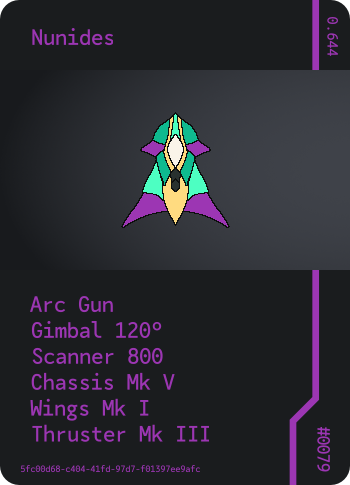 Nunides
0.644
Arc Gun
Gimbal 120°
Scanner 800
Chassis Mk V
Wings Mk I
Thruster Mk III
#0079
5fc00d68-c404-41fd-97d7-f01397ee9afc